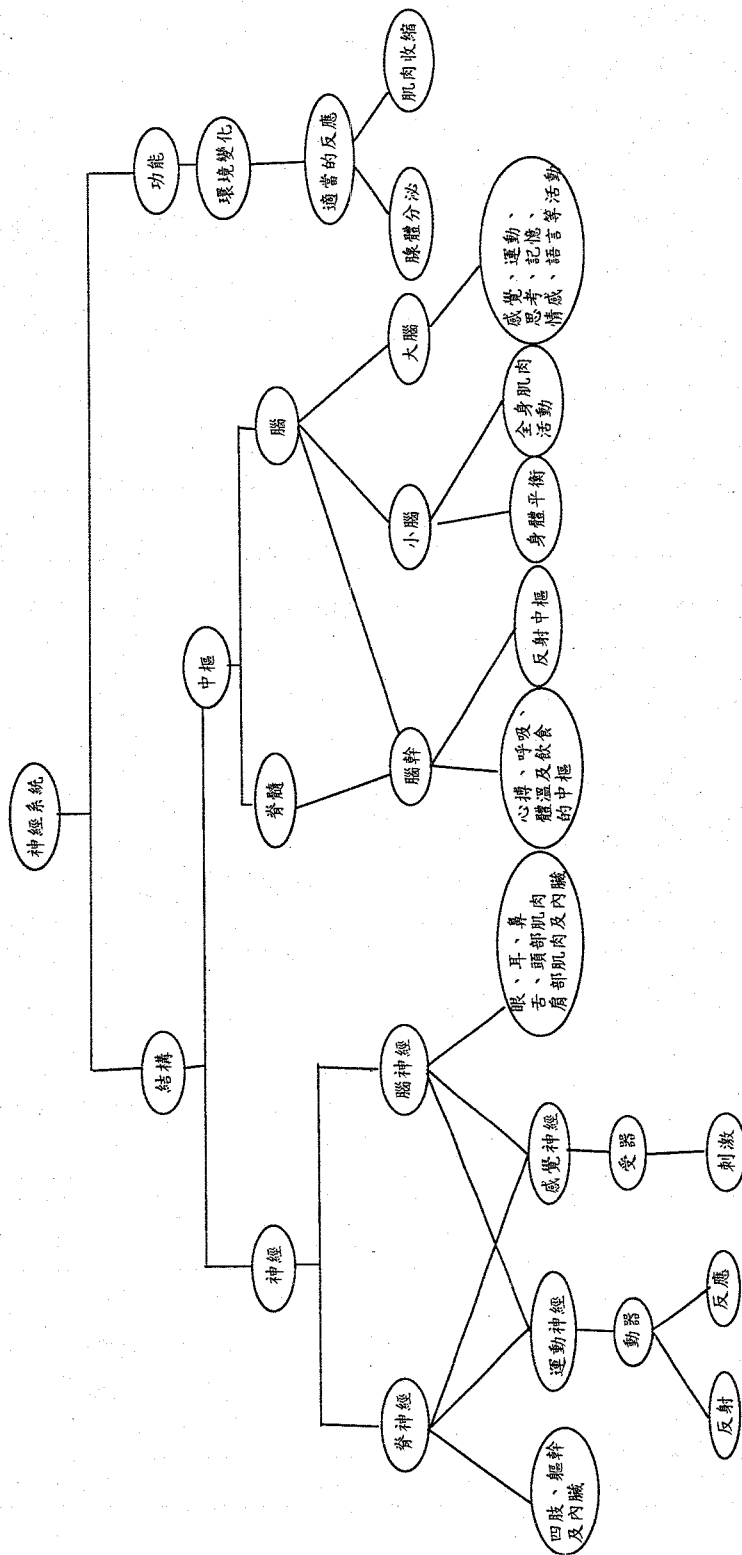 神經系統
結構
功能
神經
中樞
環境變化
脊神經
腦神經
脊髓
腦
適當的反應
四肢、軀幹
及內臟
運動神經
感覺神經
眼、耳、鼻
舌、頭部肌肉
肩部肌肉及內臟
腦幹
小腦
大腦
腺體分泌
肌肉收縮
動器
受器
心搏、呼吸、
體溫及飲食
的中樞
反射中樞
身體平衡
全身肌肉
活動
感覺、運動、
思考、記憶、
情感、語言等活動
反射
反應
刺激